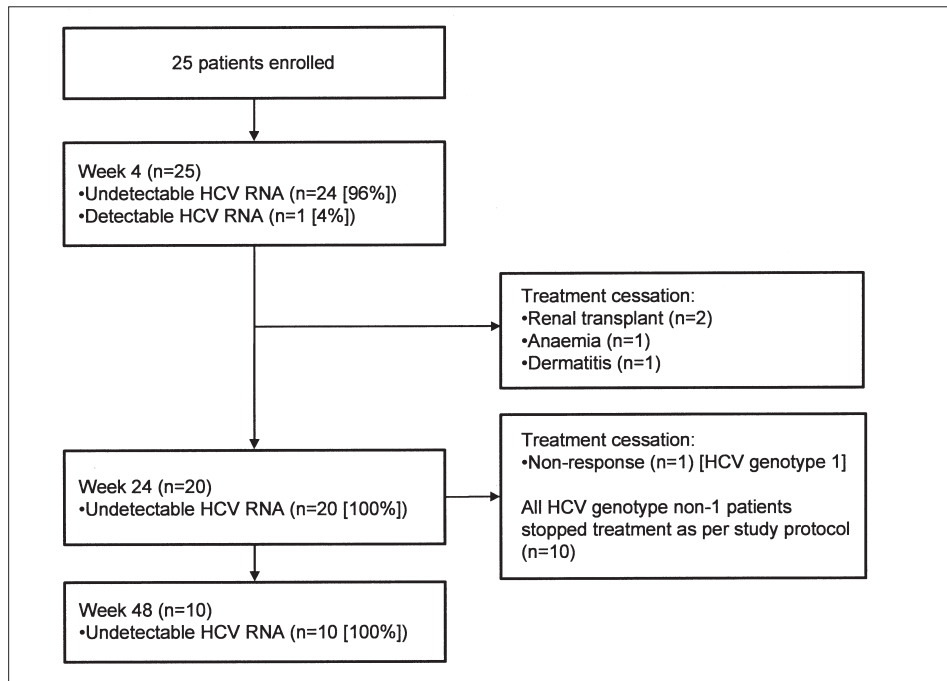 25 patients enrolled
Week 4 (n=25)
•Undetectable HCV RNA (n=24 [96%])
•Detectable HCV RNA (n=1 [4%])
Treatment cessation:
•Renal transplant (n=2)
•Anaemia (n=1)
•Dermatitis (n=1)
Week 24 (n=20)
•Undetectable HCV RNA (n=20 [100%])
Treatment cessation:
•Non-response (n=1) [HCV genotype 1]
All HCV genotype non-1 patients
stopped treatment as per study protocol
(n=10)
Week 48 (n=10)
•Undetectable HCV RNA (n=10 [100%])